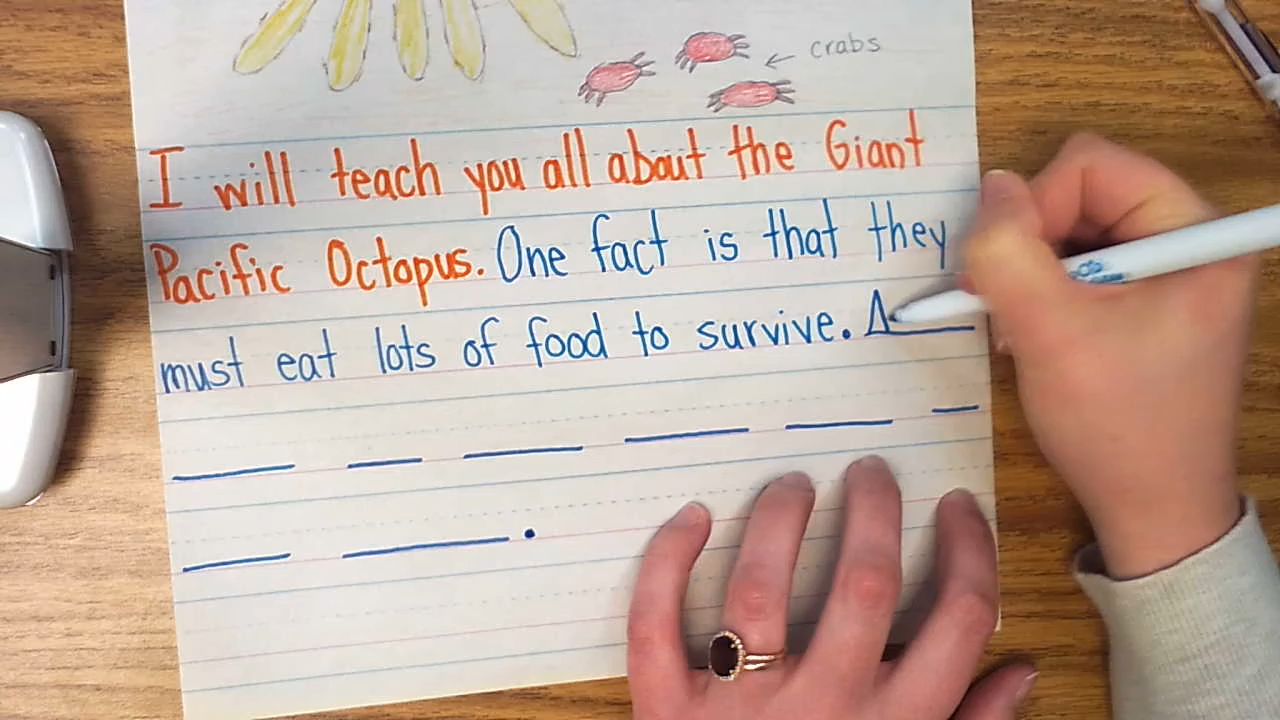 crabs
I will teach you all about the Giant
Pacific Octopus. One fact is that they
must eat lots of food to survive. A